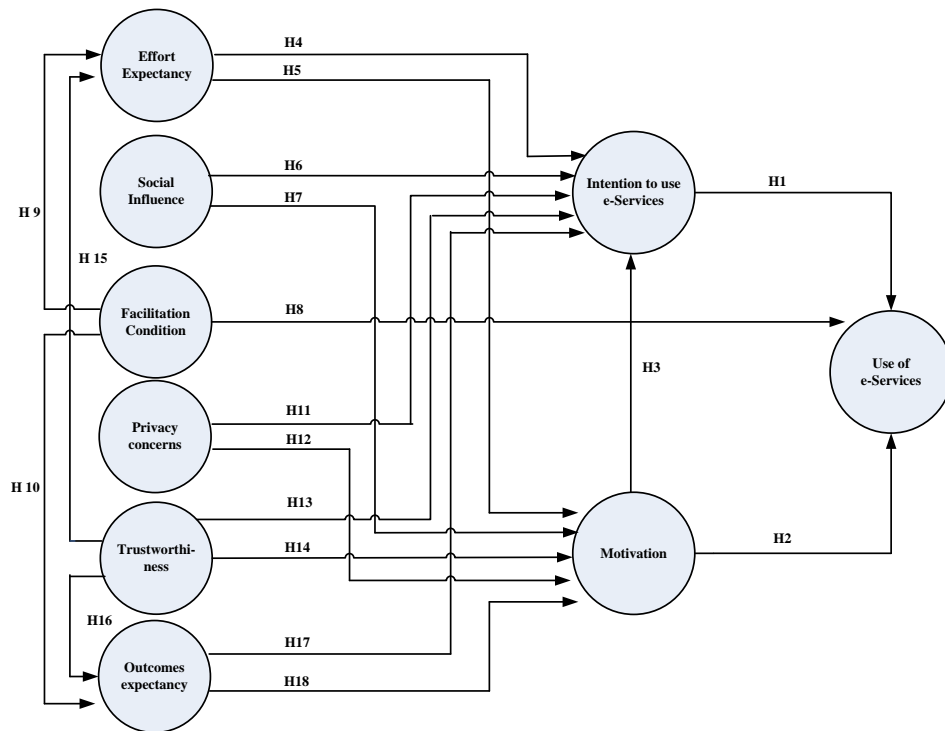 Effort
Expectancy
H4
H5
Social
Influence
H6
H7
Intention to use
e-Services
H1
H 9
H 15
Facilitation
Condition
H8
H3
Use of
e-Services
Privacy
concerns
H11
H12
H 10
H13
Trustworthi-
ness
H14
Motivation
H2
H16
Outcomes
expectancy
H17
H18